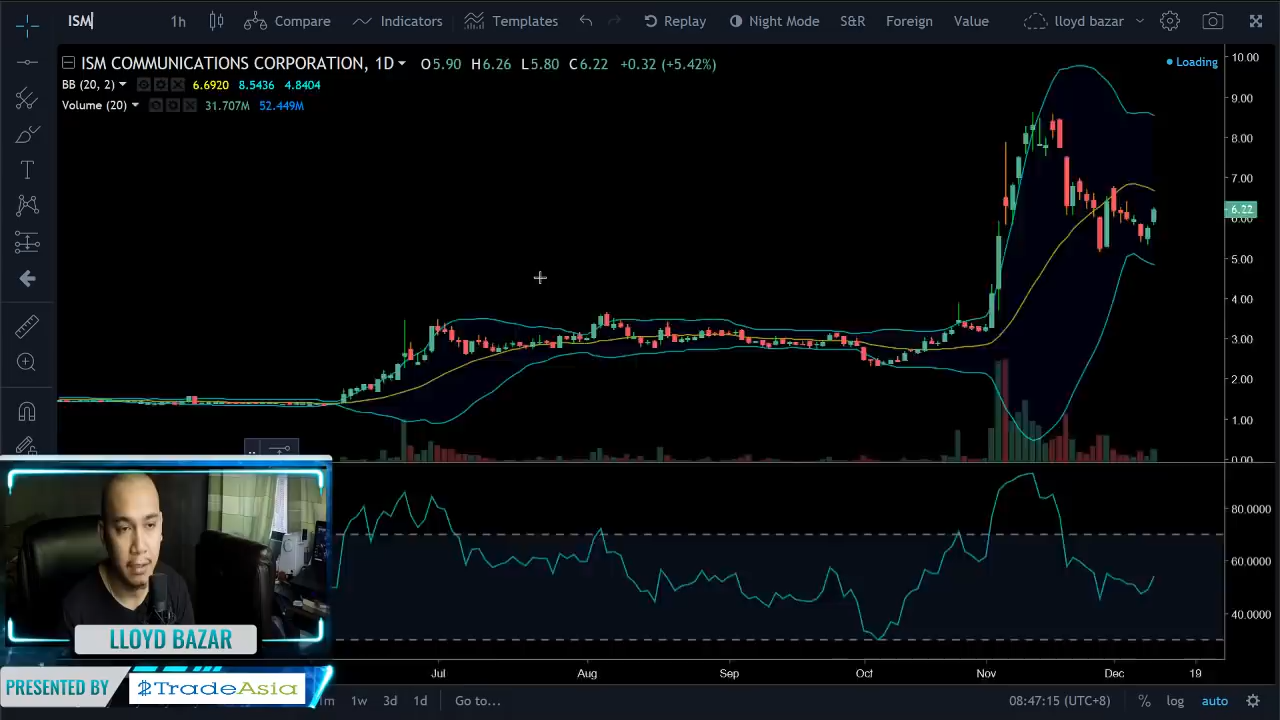 ISM 1h Compare Indicators Templates Replay Night Mode S&R Foreign Value lloyd bazar
ISM COMMUNICATIONS CORPORATION, 1D O5.90 H6.26 L5.80 C6.22 +0.32 (+5.42%)
Loading
BB (20, 2) 6.6920 8.5436 4.8404
Volume (20) 31.707M 52.449M
10.00
9.00
8.00
7.00
6.22
6.00
5.00
4.00
3.00
2.00
1.00
0.00
80.0000
60.0000
40.0000
LLOYD BAZAR
PRESENTED BY TradeAsia
Jul Aug Sep Oct Nov Dec 19
1m 1w 3d 1d Go to... 08:47:15 (UTC+8) % log auto